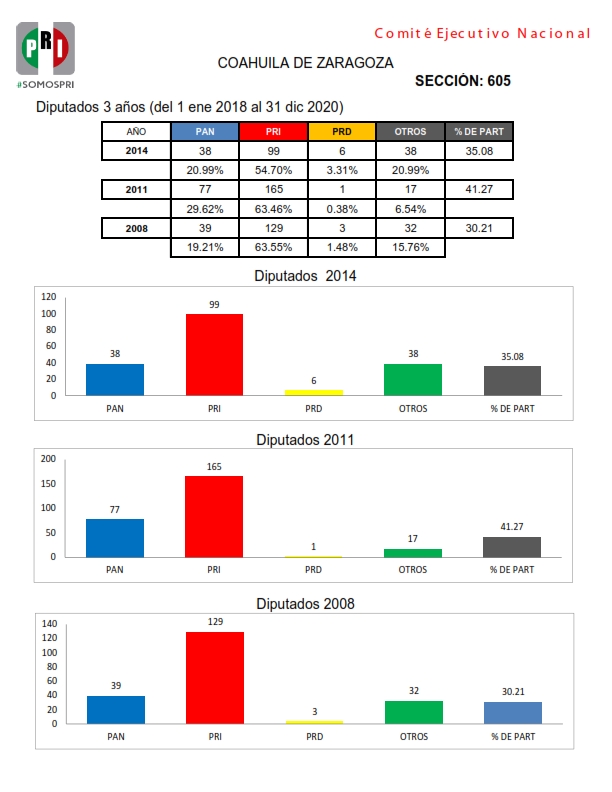 Comité Ejecutivo Nacional
PRI
#SOMOSPRI
COAHUILA DE ZARAGOZA
SECCIÓN: 605
Diputados 3 años (del 1 ene 2018 al 31 dic 2020)
AÑO PAN PRI PRD OTROS % DE PART
2014 38 99 6 38 35.08
20.99% 54.70% 3.31% 20.99%
2011 77 165 1 17 41.27
29.62% 63.46% 0.38% 6.54%
2008 39 129 3 32 30.21
19.21% 63.55% 1.48% 15.76%
Diputados 2014
120
100
80
60
40
20
0
38 99 6 38 35.08
PAN PRI PRD OTROS % DE PART
Diputados 2011
200
150
100
50
0
77 165 1 17 41.27
PAN PRI PRD OTROS % DE PART
Diputados 2008
140
120
100
80
60
40
20
0
39 129 3 32 30.21
PAN PRI PRD OTROS % DE PART